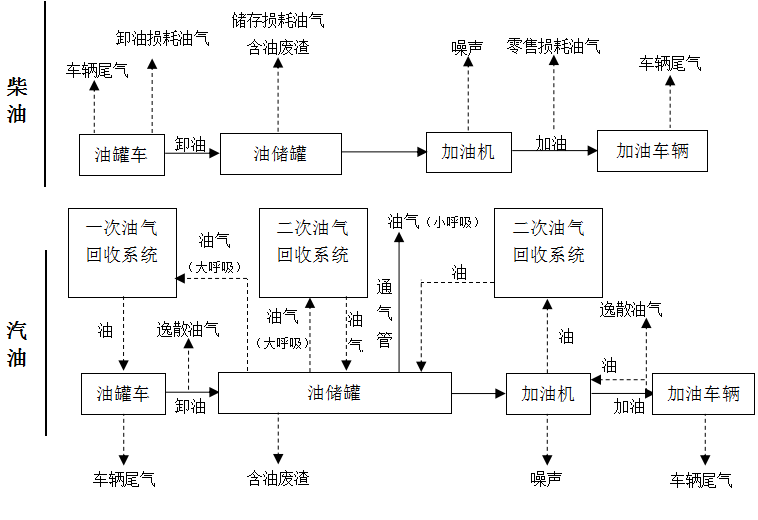 柴
油
储存损耗油气
含油废渣
卸油损耗油气
车辆尾气
噪声
零售损耗油气
车辆尾气
油罐车
卸油
油储罐
加油机
加油
加油车辆
汽
油
一次油气
回收系统
油气
（大呼吸）
二次油气
回收系统
油气（小呼吸）
二次油气
回收系统
油
通
气
管
油气
（大呼吸）
油
气
油
逸散油气
油
逸散油气
油
油罐车
卸油
油储罐
加油机
加油
加油车辆
车辆尾气
含油废渣
噪声
车辆尾气